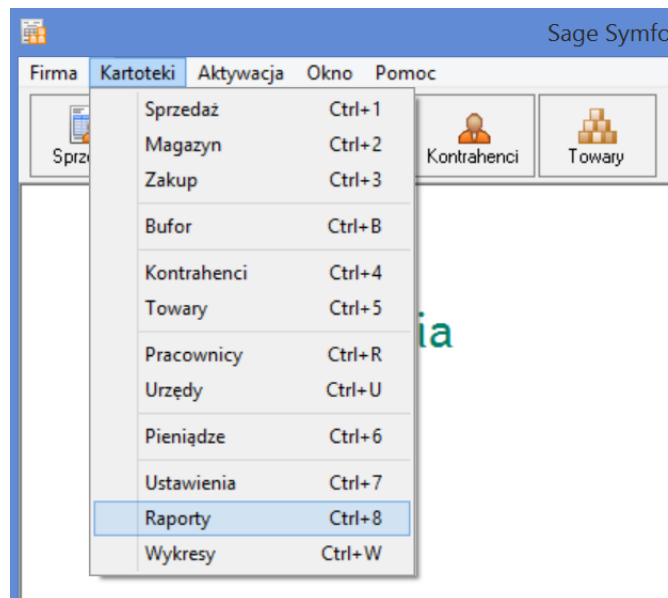 Sage Symfo
Firma Kartoteki Aktywacja Okno Pomoc
Sprze
Kontrahenci
Towary
Sprzedaż Ctrl+1
Magazyn Ctrl+2
Zakup Ctrl+3
Bufor Ctrl+B
Kontrahenci Ctrl+4
Towary Ctrl+5
Pracownicy Ctrl+R
Urzędy Ctrl+U
Pieniądze Ctrl+6
Ustawienia Ctrl+7
Raporty Ctrl+8
Wykresy Ctrl+W
ia